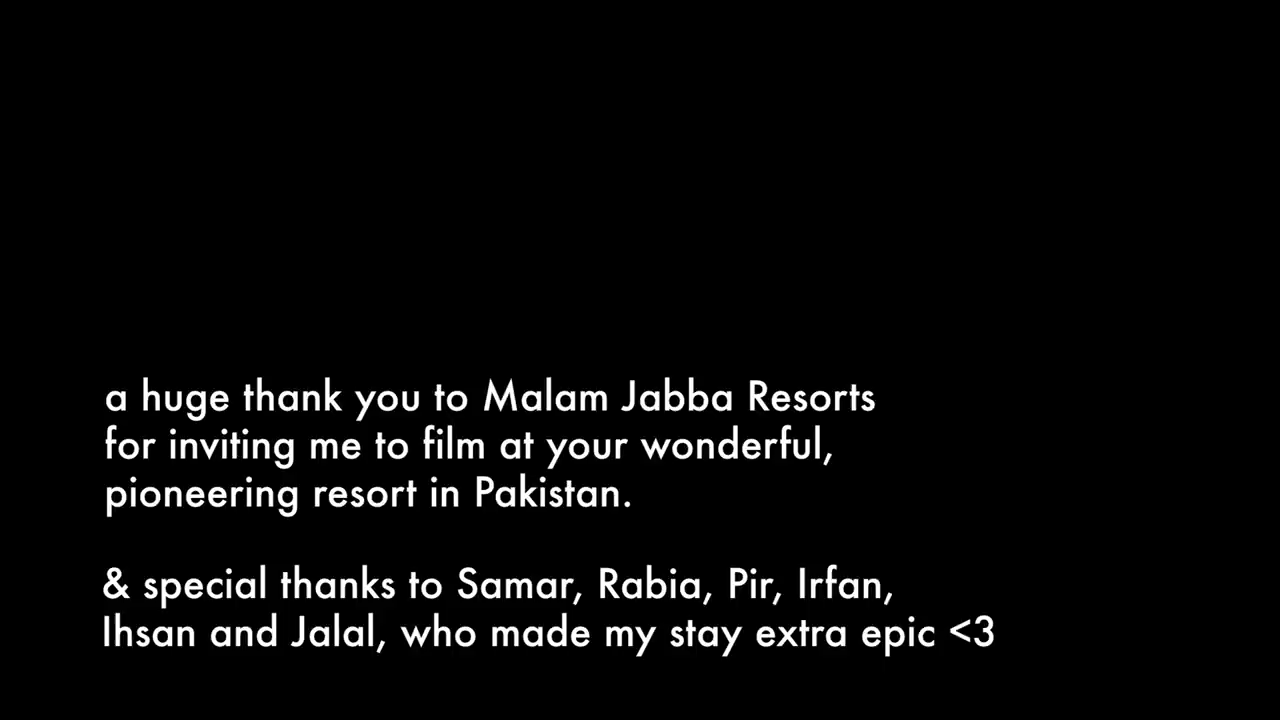 a huge thank you to Malam Jabba Resorts
for inviting me to film at your wonderful,
pioneering resort in Pakistan.
& special thanks to Samar, Rabia, Pir, Irfan,
Ihsan and Jalal, who made my stay extra epic <3